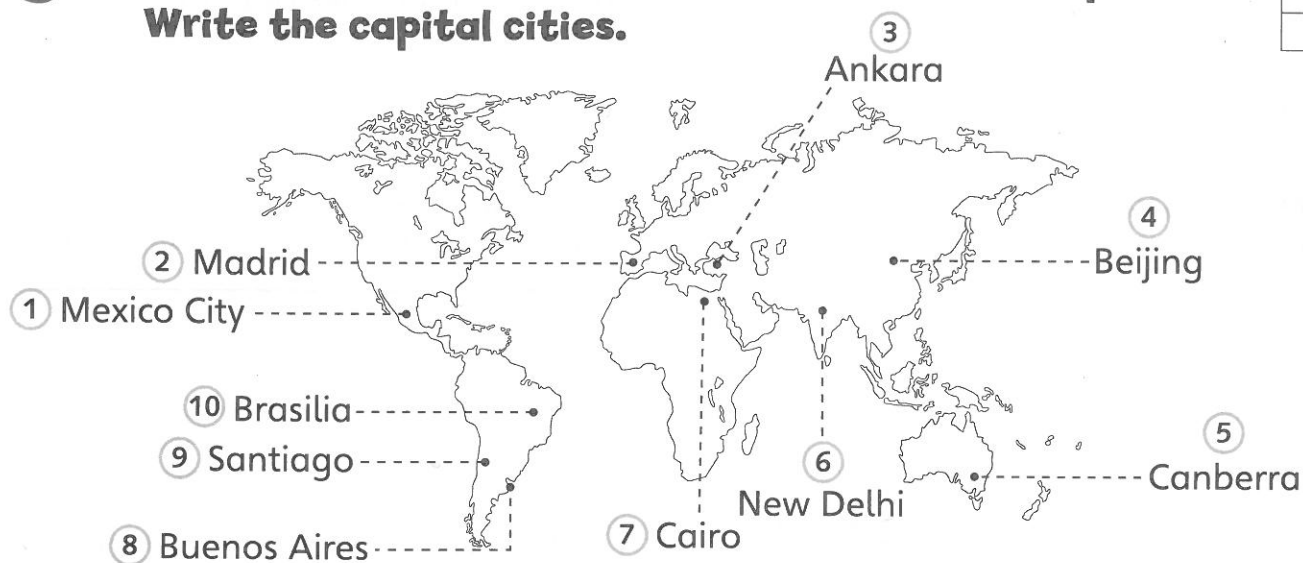 Write the capital cities.
3
Ankara
4
Beijing
2 Madrid
1 Mexico City
10 Brasilia
9 Santiago
5
Canberra
6
New Delhi
7 Cairo
8 Buenos Aires